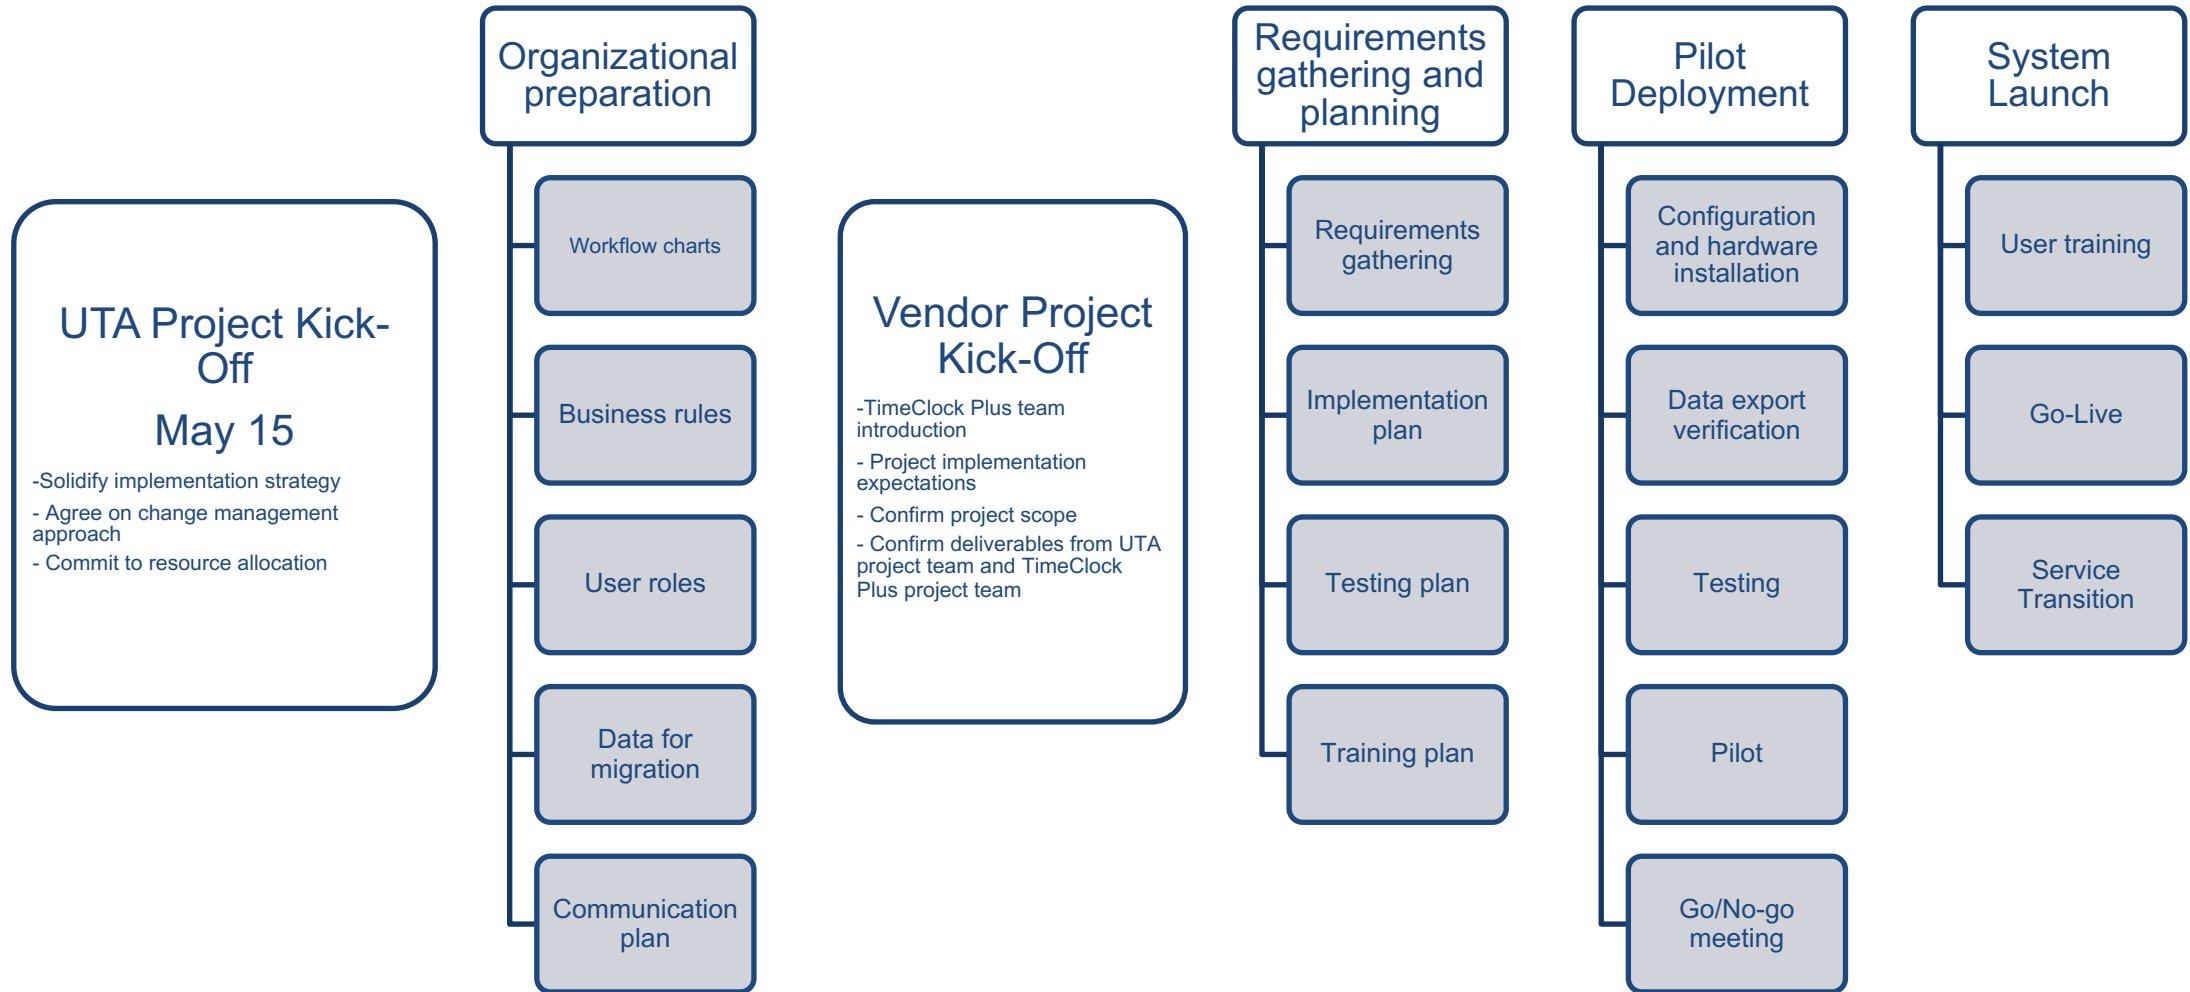 UTA Project Kick-
Off
May 15
-Solidify implementation strategy
- Agree on change management
approach
- Commit to resource allocation
Organizational
preparation
Workflow charts
Business rules
User roles
Data for
migration
Communication
plan
Vendor Project
Kick-Off
-TimeClock Plus team
introduction
- Project implementation
expectations
- Confirm project scope
- Confirm deliverables from UTA
project team and TimeClock
Plus project team
Requirements
gathering and
planning
Requirements
gathering
Implementation
plan
Testing plan
Training plan
Pilot
Deployment
Configuration
and hardware
installation
Data export
verification
Testing
Pilot
Go/No-go
meeting
System
Launch
User training
Go-Live
Service
Transition